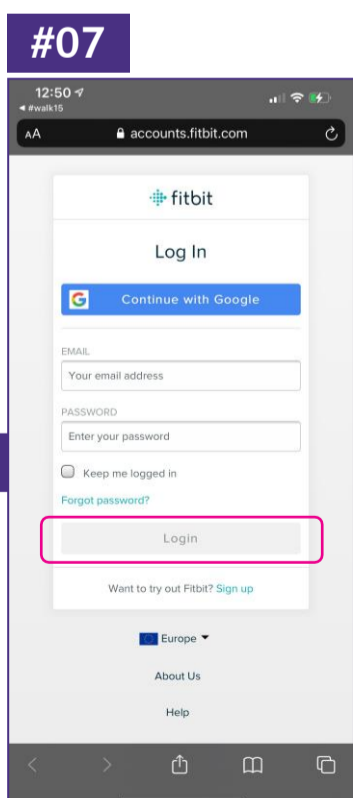 #07
12:50
◄ #walk15
AA accounts.fitbit.com
fitbit
Log In
G Continue with Google
EMAIL
Your email address
PASSWORD
Enter your password
Keep me logged in
Forgot password?
Login
Want to try out Fitbit? Sign up
Europe
About Us
Help